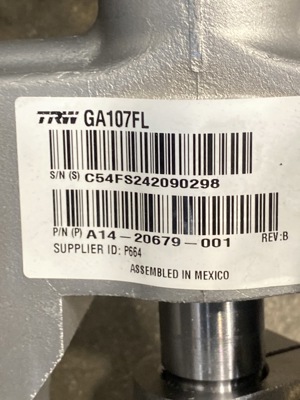 TRW GA107FL
S/N (S) C54FS242090298
P/N (P) A14-20679-001 REV:B
SUPPLIER ID: P664
ASSEMBLED IN MEXICO